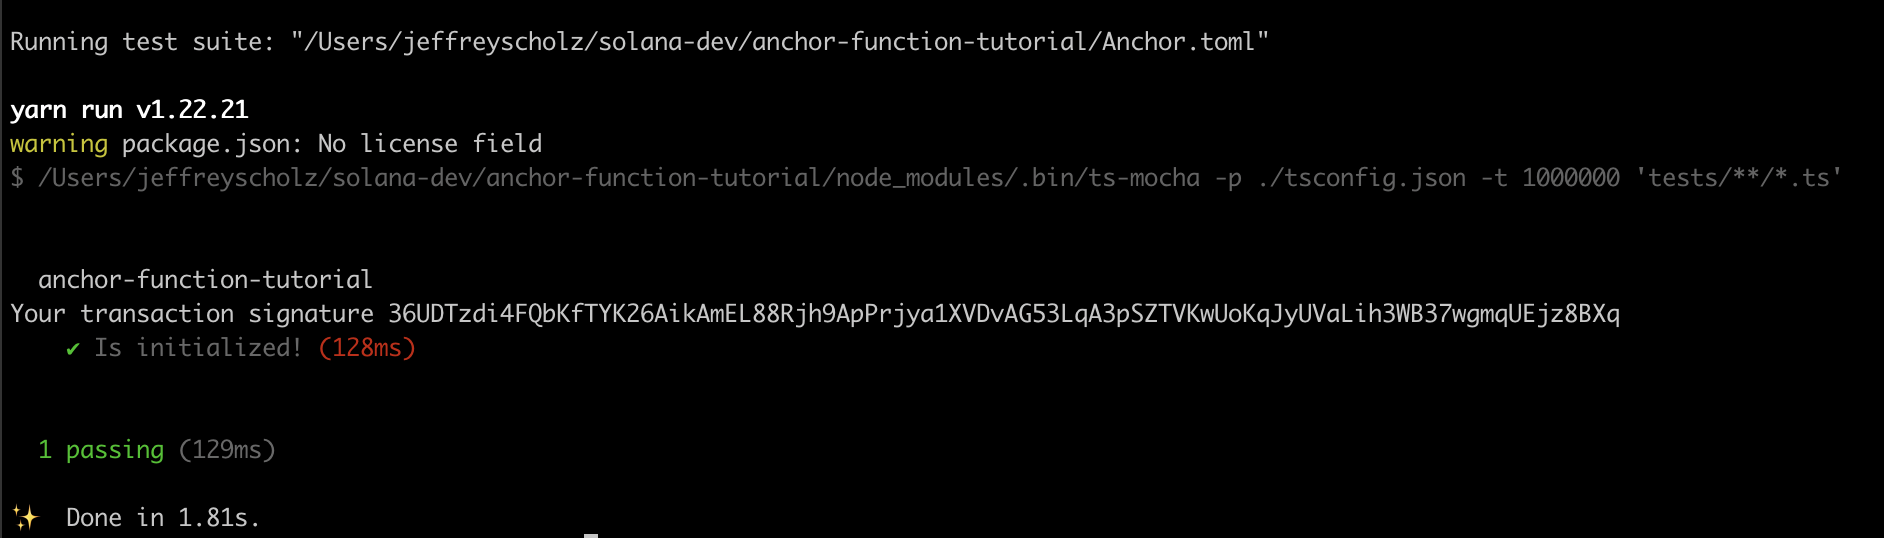 Running test suite: "/Users/jeffreyscholz/solana-dev/anchor-function-tutorial/Anchor.toml"
yarn run v1.22.21
warning package.json: No license field
$ /Users/jeffreyscholz/solana-dev/anchor-function-tutorial/node_modules/.bin/ts-mocha -p ./tsconfig.json -t 1000000 'tests/**/*.ts'
anchor-function-tutorial
Your transaction signature 36UDTzdi4FQbKfTYK26AikAmEL88Rjh9ApPrjya1XVDvAG53LqA3pSZTVKwUoKqJyUVaLih3WB37wgmqUEjz8BXq
✔ Is initialized! (128ms)
1 passing (129ms)
✨ Done in 1.81s.